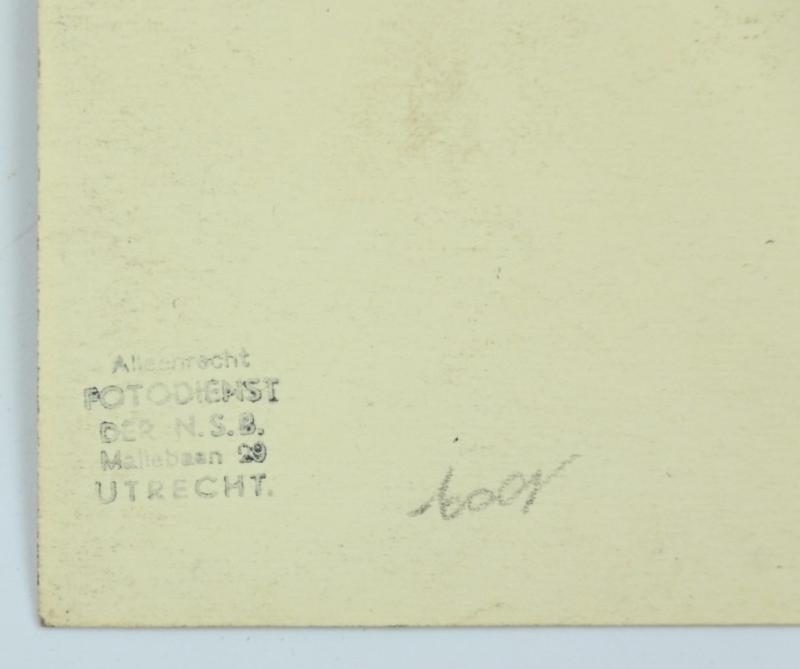 Alleenrecht
FOTODIENST
DER N.S.B.
Maliebaan 29
UTRECHT.